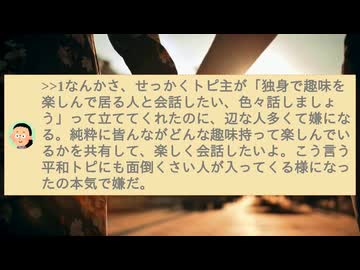 >>1なんかさ、せっかくトピ主が「独身で趣味を
楽しんで居る人と会話したい、色々話しましょ
う」って立ててくれたのに、辺な人多くて嫌にな
る。純粋に皆んながどんな趣味持って楽しんでい
るかを共有して、楽しく会話したいよ。こう言う
平和トピにも面倒くさい人が入ってくる様になっ
たの本気で嫌だ。